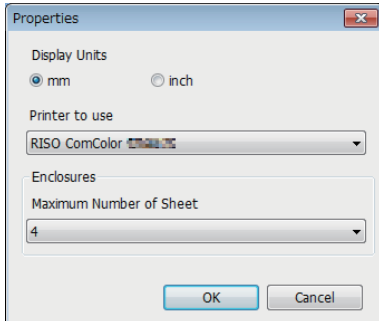 Properties
Display Units
mm
inch
Printer to use
RISO ComColor
Enclosures
Maximum Number of Sheet
4
OK
Cancel